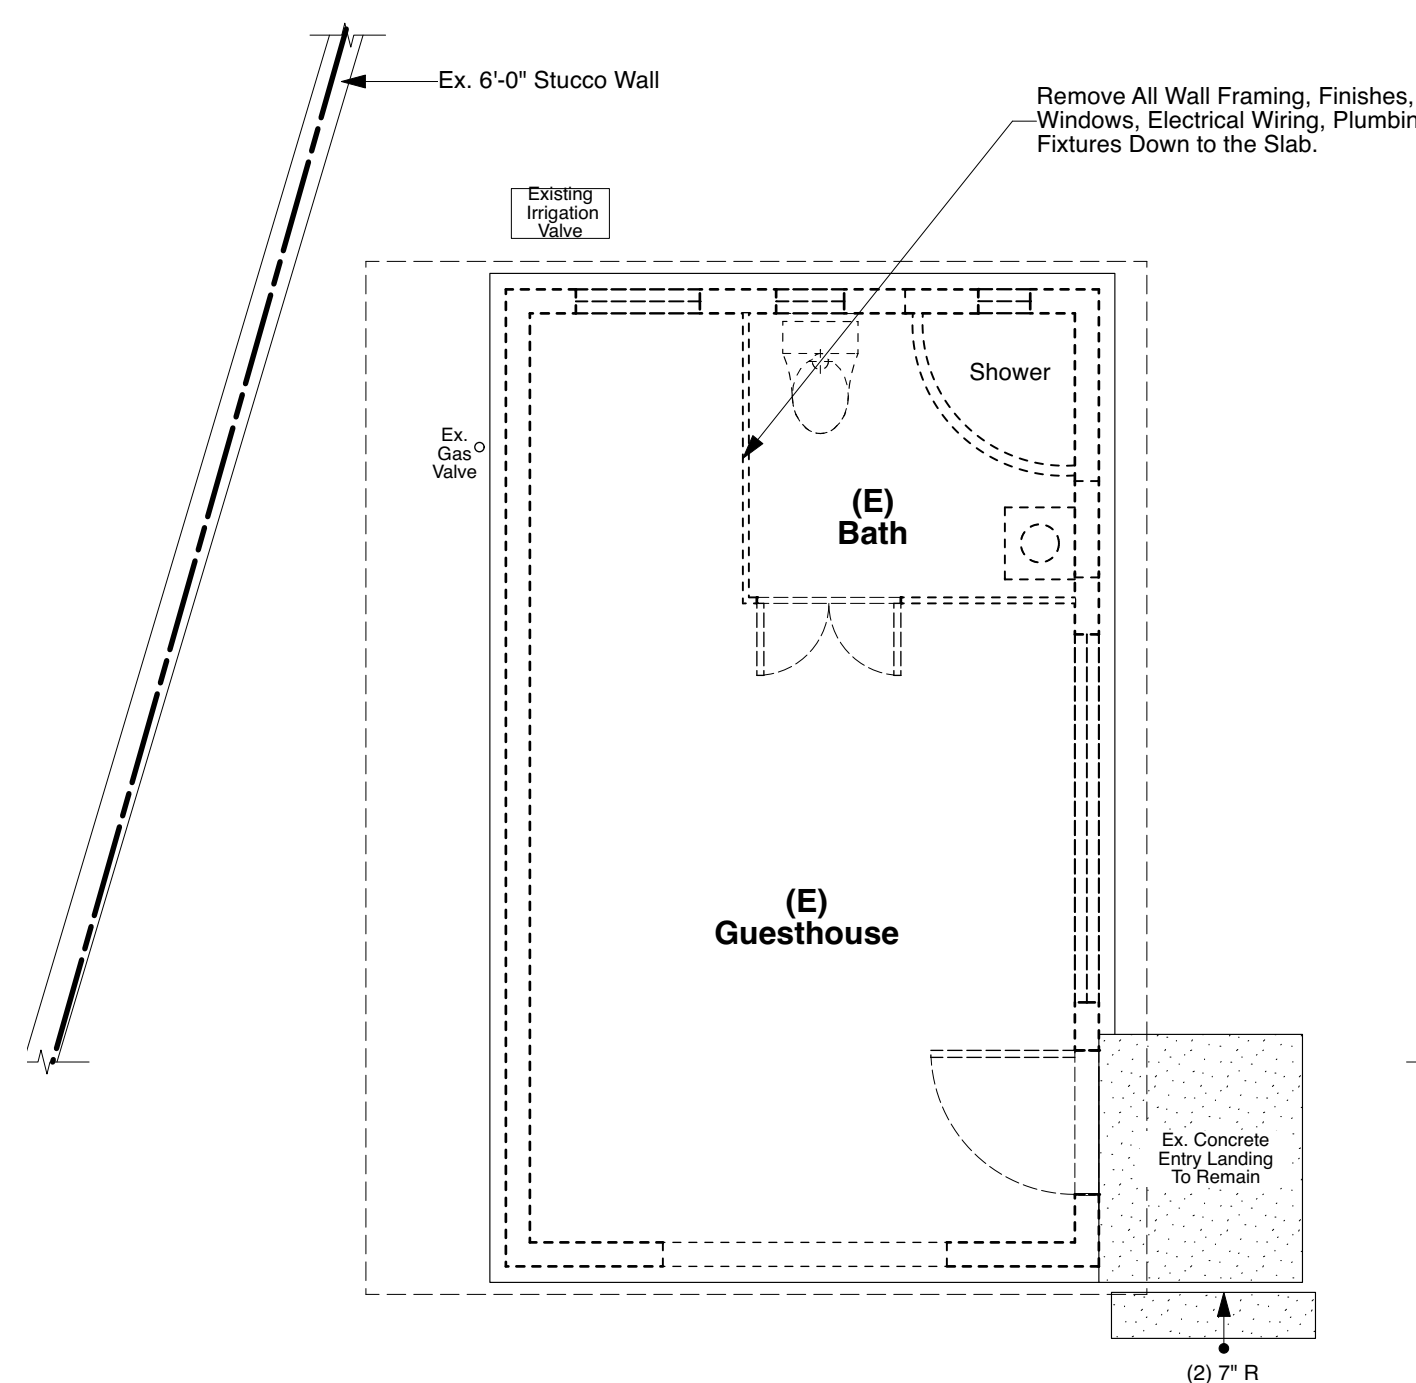 Ex. 6'-0" Stucco Wall
Remove All Wall Framing, Finishes,
Windows, Electrical Wiring,
Fixtures Down to the Slab.
Existing
Irrigation
Valve
Shower
Ex.
Gas
Valve
(E)
Bath
(E)
Guesthouse
Ex. Concrete
Entry Landing
To Remain
(2) 7" R